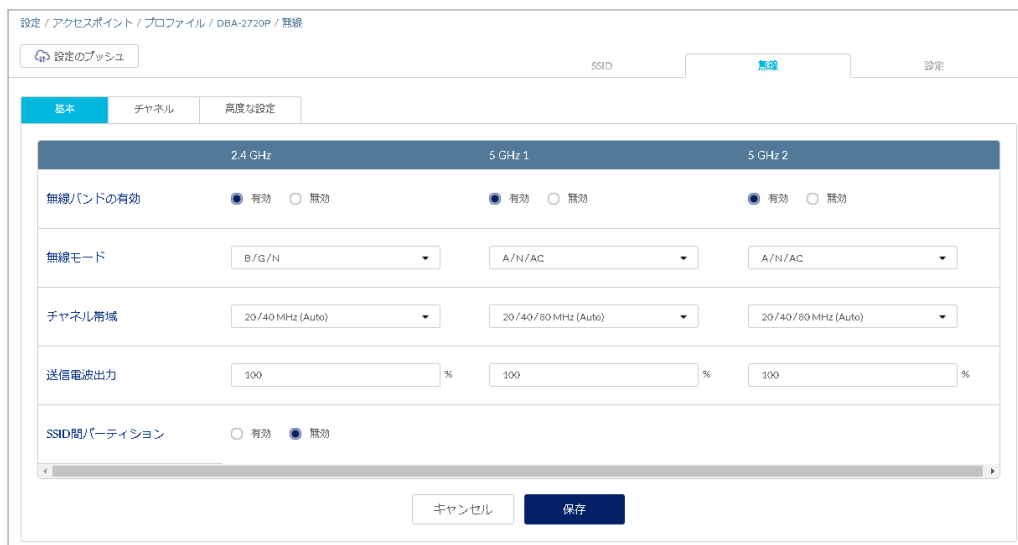 設定 / アクセスポイント / プロファイル / DBA-2720P / 無線
設定のプッシュ
SSID 無線 設定
基本 チャネル 高度な設定
2.4 GHz 5 GHz 1 5 GHz 2
無線バンドの有効 有効 無効 有効 無効 有効 無効
無線モード B/G/N A/N/AC A/N/AC
チャネル帯域 20/40 MHz (Auto) 20/40/80 MHz (Auto) 20/40/80 MHz (Auto)
送信電波出力 100 % 100 % 100 %
SSID間パーティション 有効 無効
キャンセル 保存